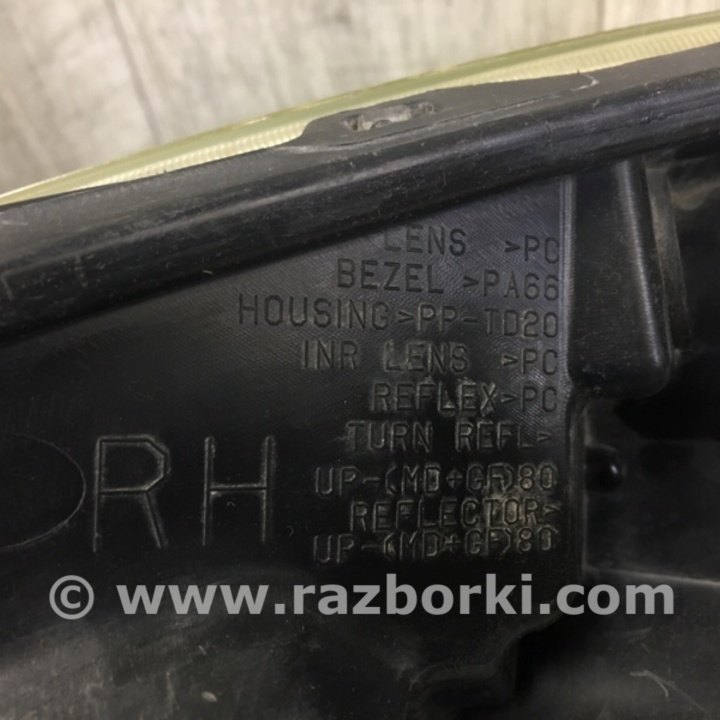 LENS >PC
BEZEL >PA66
HOUSING>PP-TD20
INR LENS >PC
REFLEX>PC
TURN REFL>
UP-(MD+GF)80
REFLECTOR>
UP-(MD+GF)80
RH
© www.razborki.com